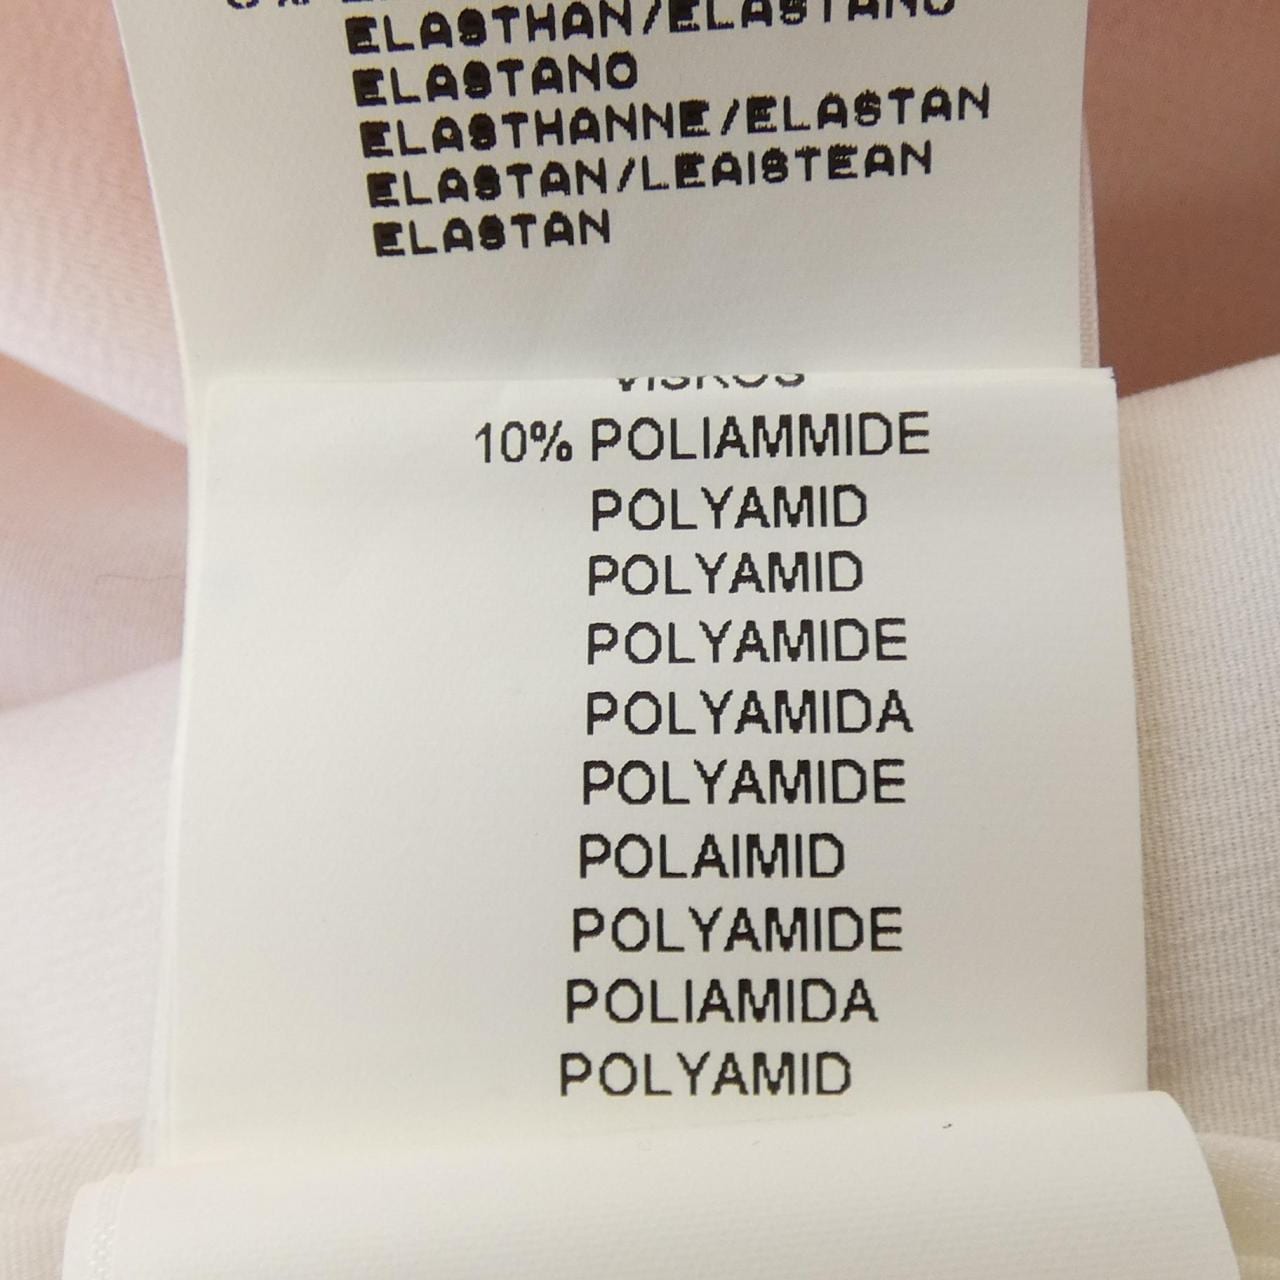 ELASTHAN/ELASTANO
ELASTANO
ELASTHANNE/ELASTAN
ELASTAN/LEAISTEAN
ELASTAN
VISKOS
10% POLIAMMIDE
POLYAMID
POLYAMID
POLYAMIDE
POLYAMIDA
POLYAMIDE
POLAIMID
POLYAMIDE
POLIAMIDA
POLYAMID